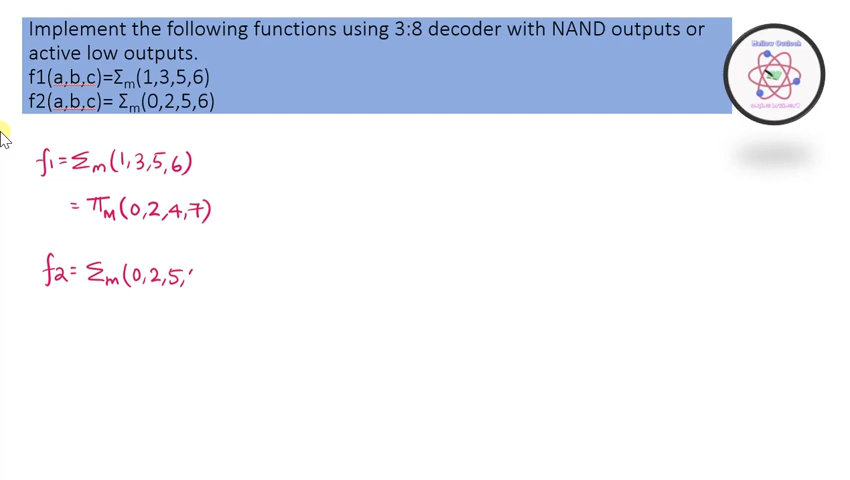 Implement the following functions using 3:8 decoder with NAND outputs or
active low outputs.
f1(a,b,c)=Σm(1,3,5,6)
f2(a,b,c)= Σm(0,2,5,6)
Mellow Outlook
f1 = Σm(1,3,5,6)
= πM(0,2,4,7)
f2 = Σm(0,2,5,